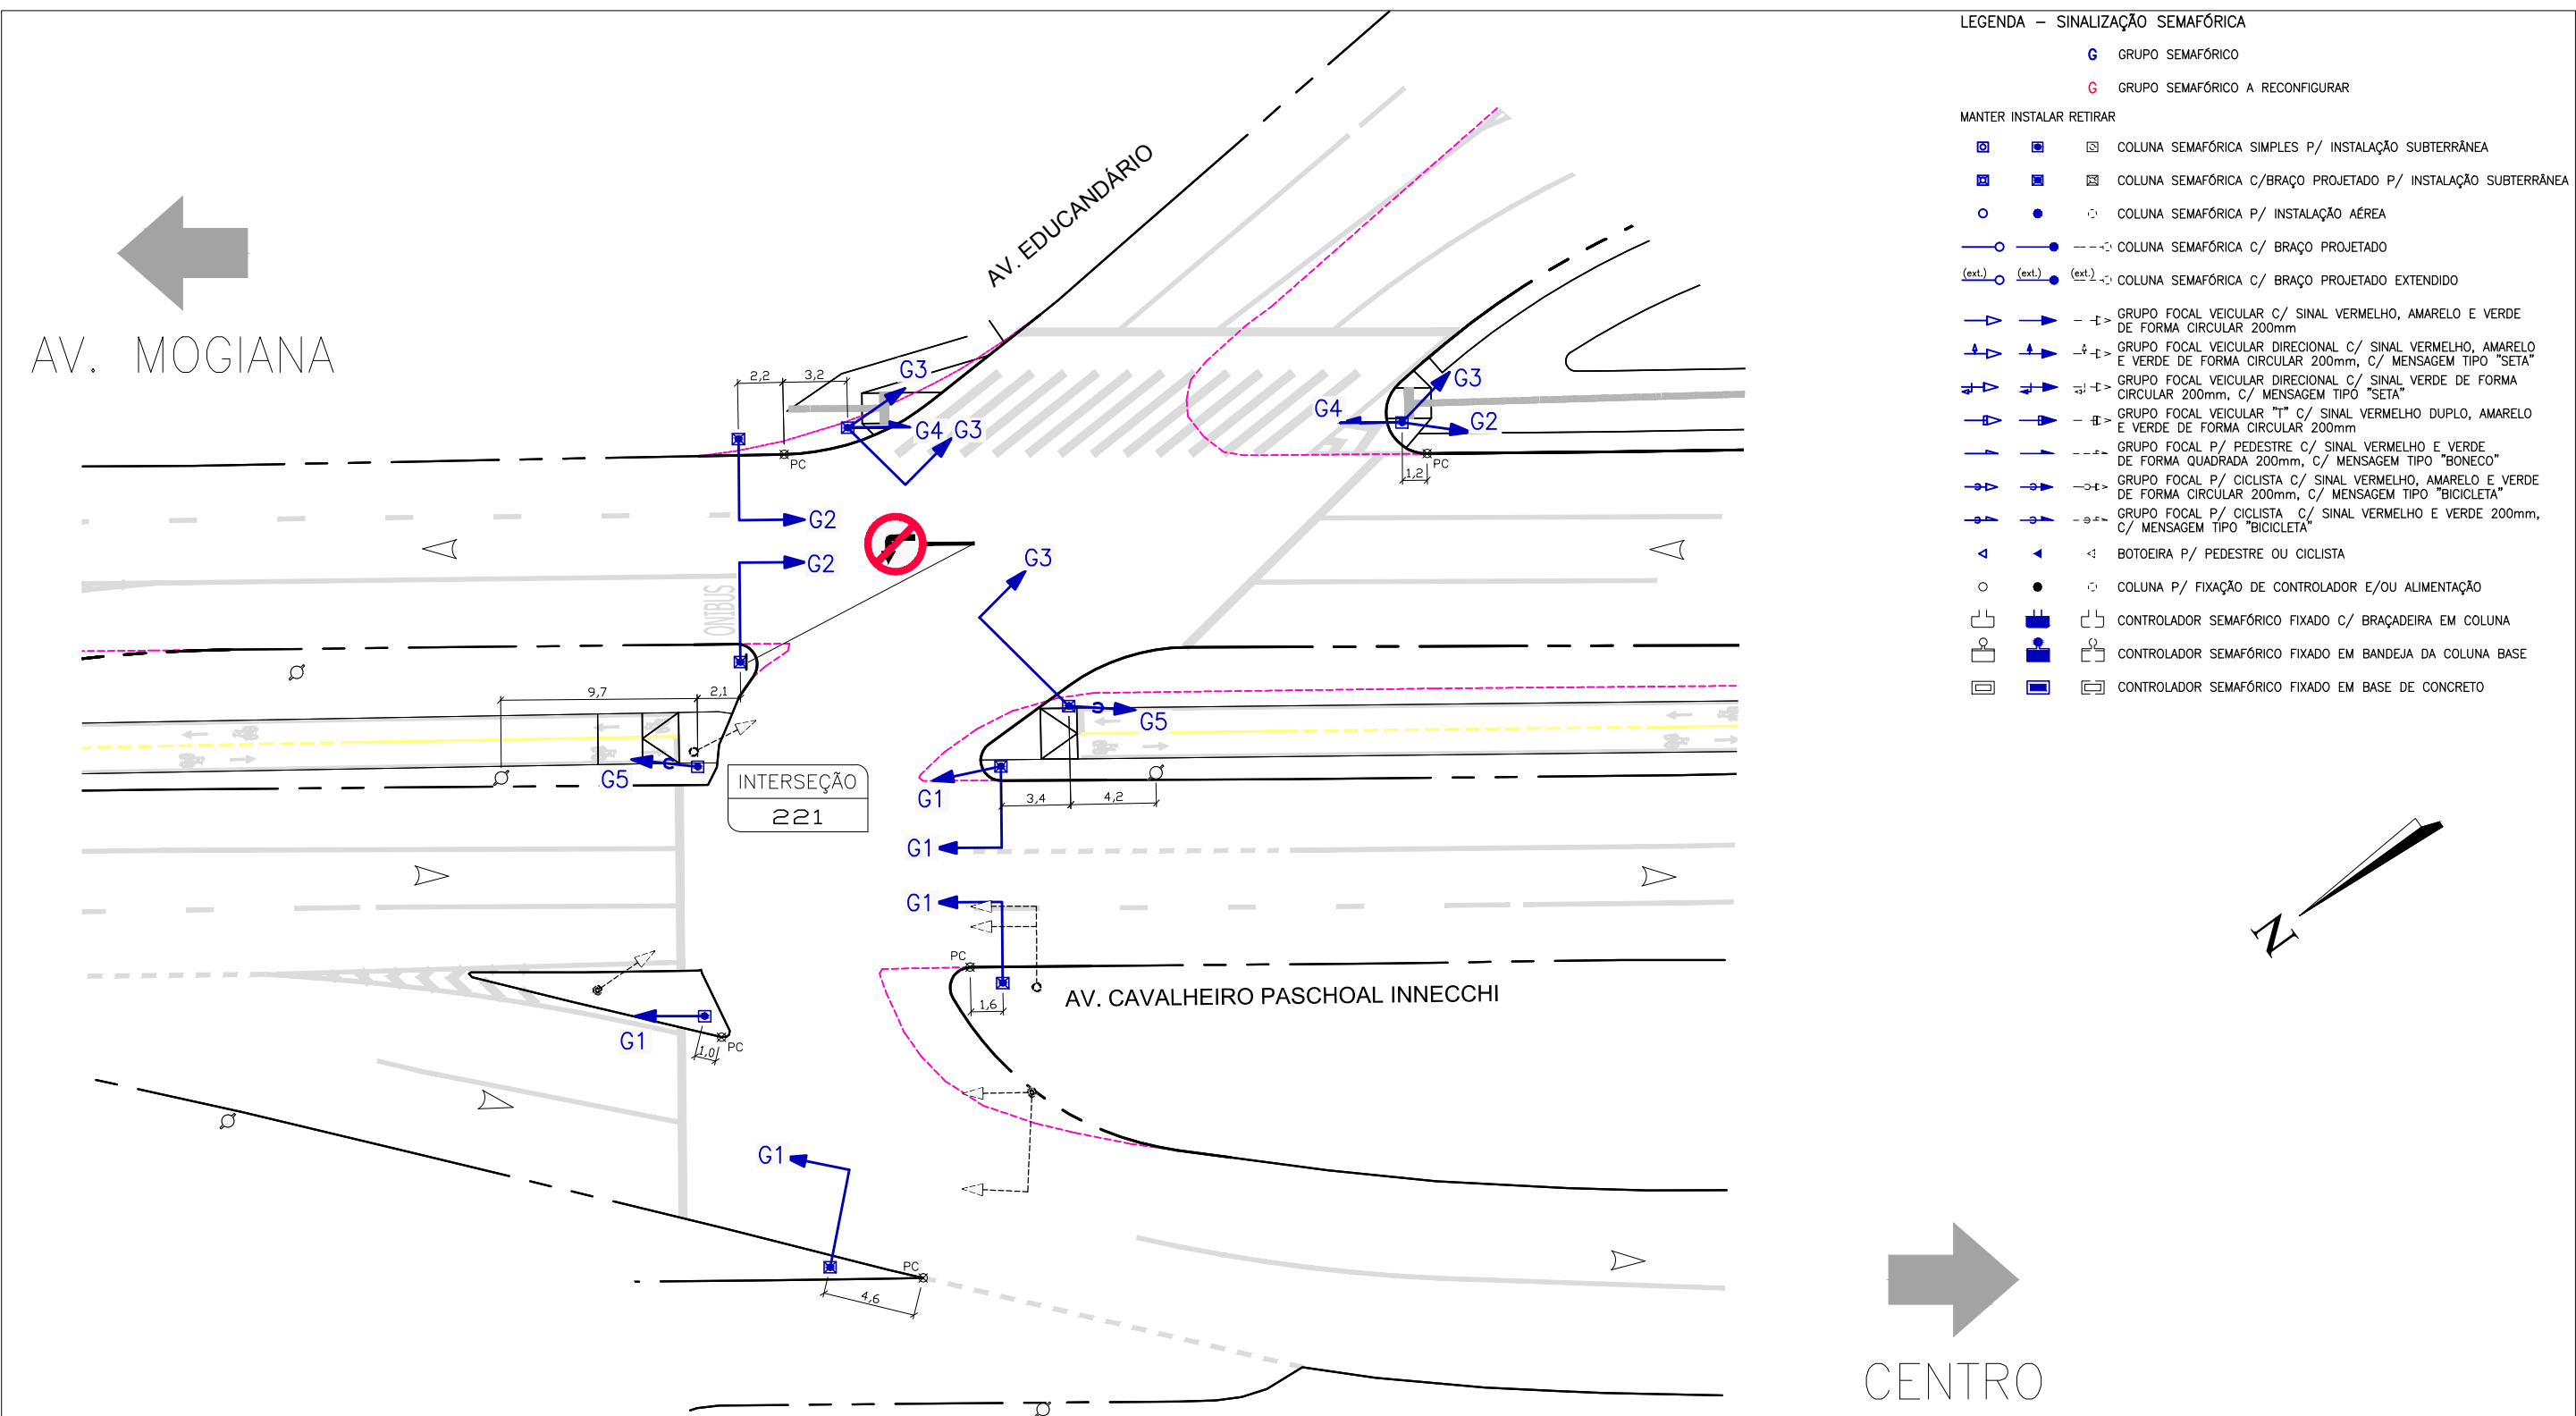 LEGENDA – SINALIZAÇÃO SEMAFÓRICA
G GRUPO SEMAFÓRICO
G GRUPO SEMAFÓRICO A RECONFIGURAR
MANTER INSTALAR RETIRAR
COLUNA SEMAFÓRICA SIMPLES P/ INSTALAÇÃO SUBTERRÂNEA
COLUNA SEMAFÓRICA C/BRAÇO PROJETADO P/ INSTALAÇÃO SUBTERRÂNEA
COLUNA SEMAFÓRICA P/ INSTALAÇÃO AÉREA
COLUNA SEMAFÓRICA C/ BRAÇO PROJETADO
(ext.) (ext.) (ext.) COLUNA SEMAFÓRICA C/ BRAÇO PROJETADO EXTENDIDO
GRUPO FOCAL VEICULAR C/ SINAL VERMELHO, AMARELO E VERDE
DE FORMA CIRCULAR 200mm
GRUPO FOCAL VEICULAR DIRECIONAL C/ SINAL VERMELHO, AMARELO
E VERDE DE FORMA CIRCULAR 200mm, C/ MENSAGEM TIPO "SETA"
GRUPO FOCAL VEICULAR DIRECIONAL C/ SINAL VERDE DE FORMA
CIRCULAR 200mm, C/ MENSAGEM TIPO "SETA"
GRUPO FOCAL VEICULAR "T" C/ SINAL VERMELHO DUPLO, AMARELO
E VERDE DE FORMA CIRCULAR 200mm
GRUPO FOCAL P/ PEDESTRE C/ SINAL VERMELHO E VERDE
DE FORMA QUADRADA 200mm, C/ MENSAGEM TIPO "BONECO"
GRUPO FOCAL P/ CICLISTA C/ SINAL VERMELHO, AMARELO E VERDE
DE FORMA CIRCULAR 200mm, C/ MENSAGEM TIPO "BICICLETA"
GRUPO FOCAL P/ CICLISTA C/ SINAL VERMELHO E VERDE 200mm,
C/ MENSAGEM TIPO "BICICLETA"
BOTOEIRA P/ PEDESTRE OU CICLISTA
COLUNA P/ FIXAÇÃO DE CONTROLADOR E/OU ALIMENTAÇÃO
CONTROLADOR SEMAFÓRICO FIXADO C/ BRAÇADEIRA EM COLUNA
CONTROLADOR SEMAFÓRICO FIXADO EM BANDEJA DA COLUNA BASE
CONTROLADOR SEMAFÓRICO FIXADO EM BASE DE CONCRETO
AV. EDUCANDÁRIO
AV. MOGIANA
2,2 3,2
G3
G3
G4
G4 G3
G2
PC
PC
1,2
G2
G2
G3
ONIBUS
9,7 2,1
G5
G5
INTERSEÇÃO
221
G1
3,4 4,2
G1
G1
PC
1,6
AV. CAVALHEIRO PASCHOAL INNECCHI
G1
1,0
PC
G1
PC
4,6
N
CENTRO